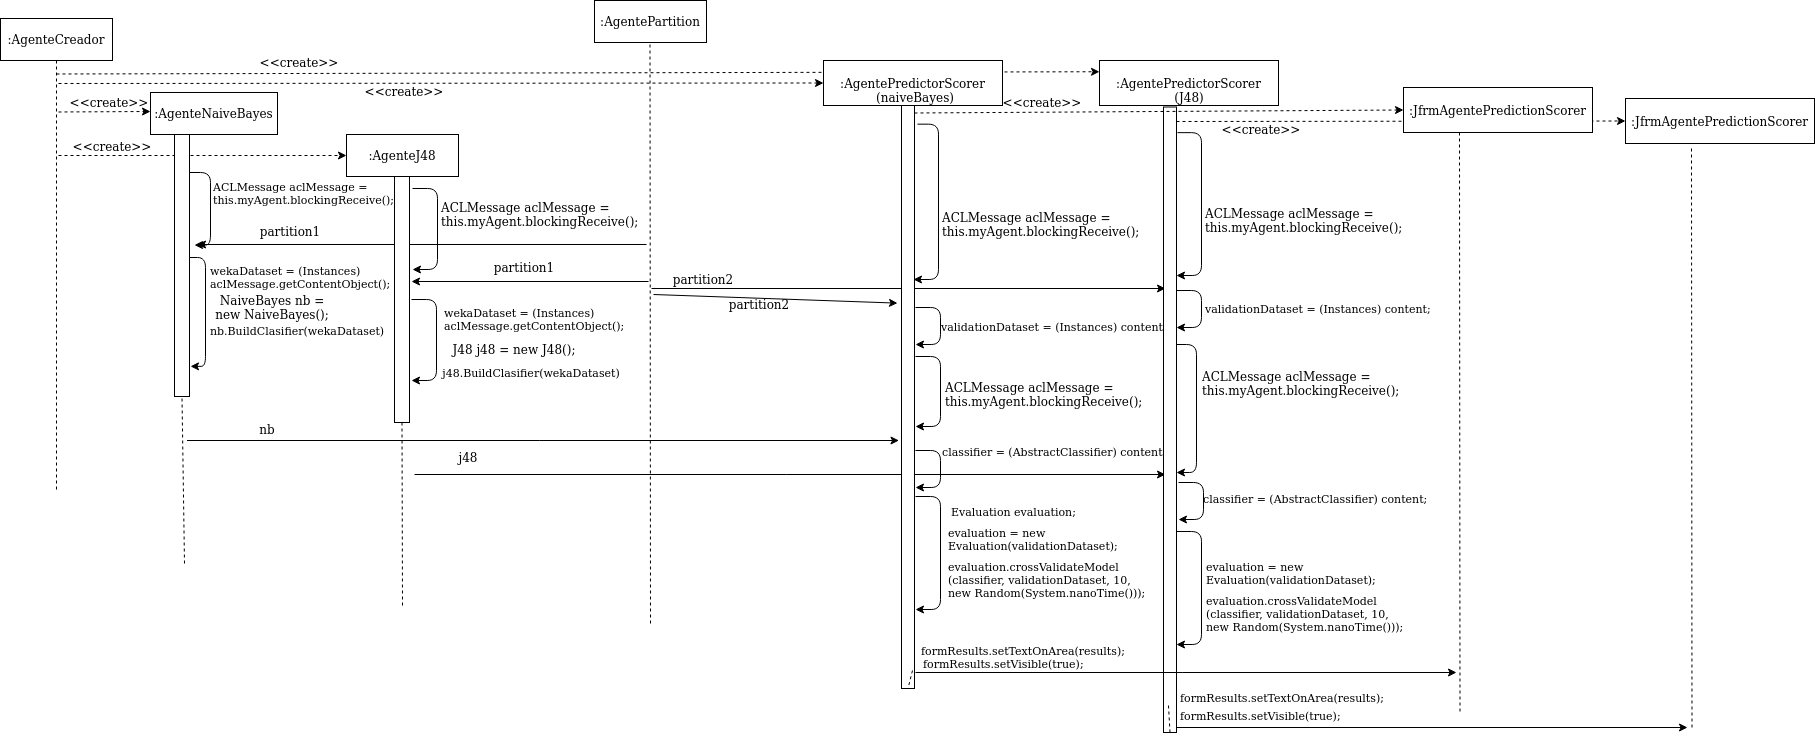 :AgentePartition
:AgenteCreador
<<create>>
<<create>>
:AgentePredictorScorer
(naiveBayes)
:AgentePredictorScorer
(J48)
<<create>>
:AgenteNaiveBayes
<<create>>
:JfrmAgentePredictionScorer
:JfrmAgentePredictionScorer
<<create>>
<<create>>
:AgenteJ48
ACLMessage aclMessage =
this.myAgent.blockingReceive();
ACLMessage aclMessage =
this.myAgent.blockingReceive();
ACLMessage aclMessage =
this.myAgent.blockingReceive();
ACLMessage aclMessage =
this.myAgent.blockingReceive();
partition1
partition1
partition2
partition2
wekaDataset = (Instances)
aclMessage.getContentObject();
NaiveBayes nb =
new NaiveBayes();
nb.BuildClasifier(wekaDataset)
wekaDataset = (Instances)
aclMessage.getContentObject();
J48 j48 = new J48();
j48.BuildClasifier(wekaDataset)
validationDataset = (Instances) content
validationDataset = (Instances) content;
ACLMessage aclMessage =
this.myAgent.blockingReceive();
ACLMessage aclMessage =
this.myAgent.blockingReceive();
nb
j48
classifier = (AbstractClassifier) content
classifier = (AbstractClassifier) content;
Evaluation evaluation;
evaluation = new
Evaluation(validationDataset);
evaluation.crossValidateModel
(classifier, validationDataset, 10,
new Random(System.nanoTime()));
evaluation = new
Evaluation(validationDataset);
evaluation.crossValidateModel
(classifier, validationDataset, 10,
new Random(System.nanoTime()));
formResults.setTextOnArea(results);
formResults.setVisible(true);
formResults.setTextOnArea(results);
formResults.setVisible(true);